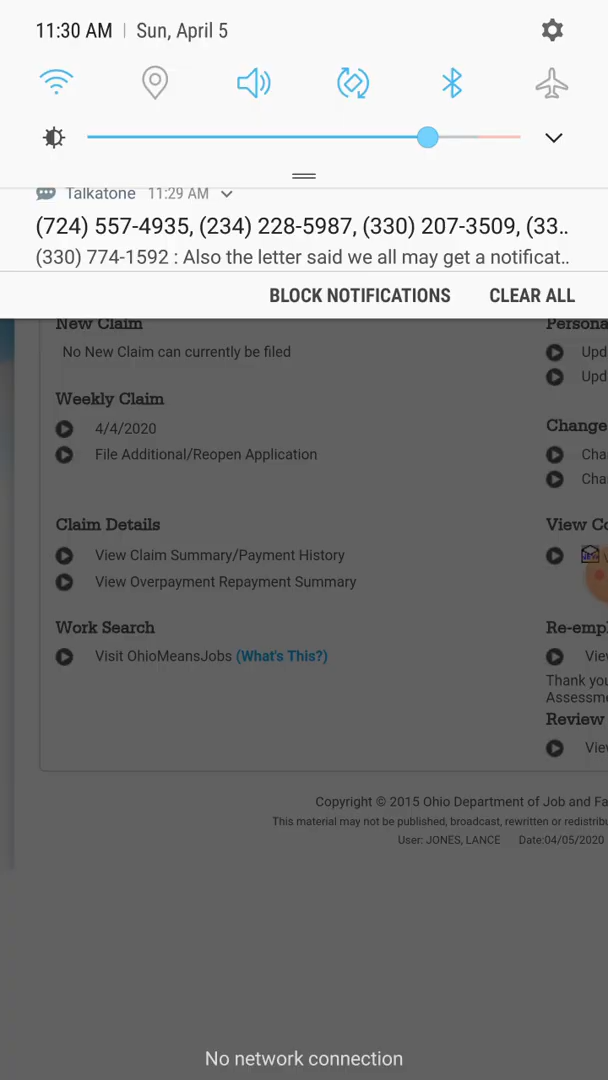 11:30 AM | Sun, April 5
Talkatone 11:29 AM
(724) 557-4935, (234) 228-5987, (330) 207-3509, (33..
(330) 774-1592 : Also the letter said we all may get a notificat..
BLOCK NOTIFICATIONS CLEAR ALL
New Claim
No New Claim can currently be filed
Weekly Claim
4/4/2020
File Additional/Reopen Application
Claim Details
View Claim Summary/Payment History
View Overpayment Repayment Summary
Work Search
Visit OhioMeansJobs (What's This?)
Persona
Upd
Upd
Change
Cha
Cha
View Co
Re-empl
Vie
Thank you
Assessme
Review
Vie
Copyright © 2015 Ohio Department of Job and Fa
This material may not be published, broadcast, rewritten or redistribu
User: JONES, LANCE Date:04/05/2020
No network connection